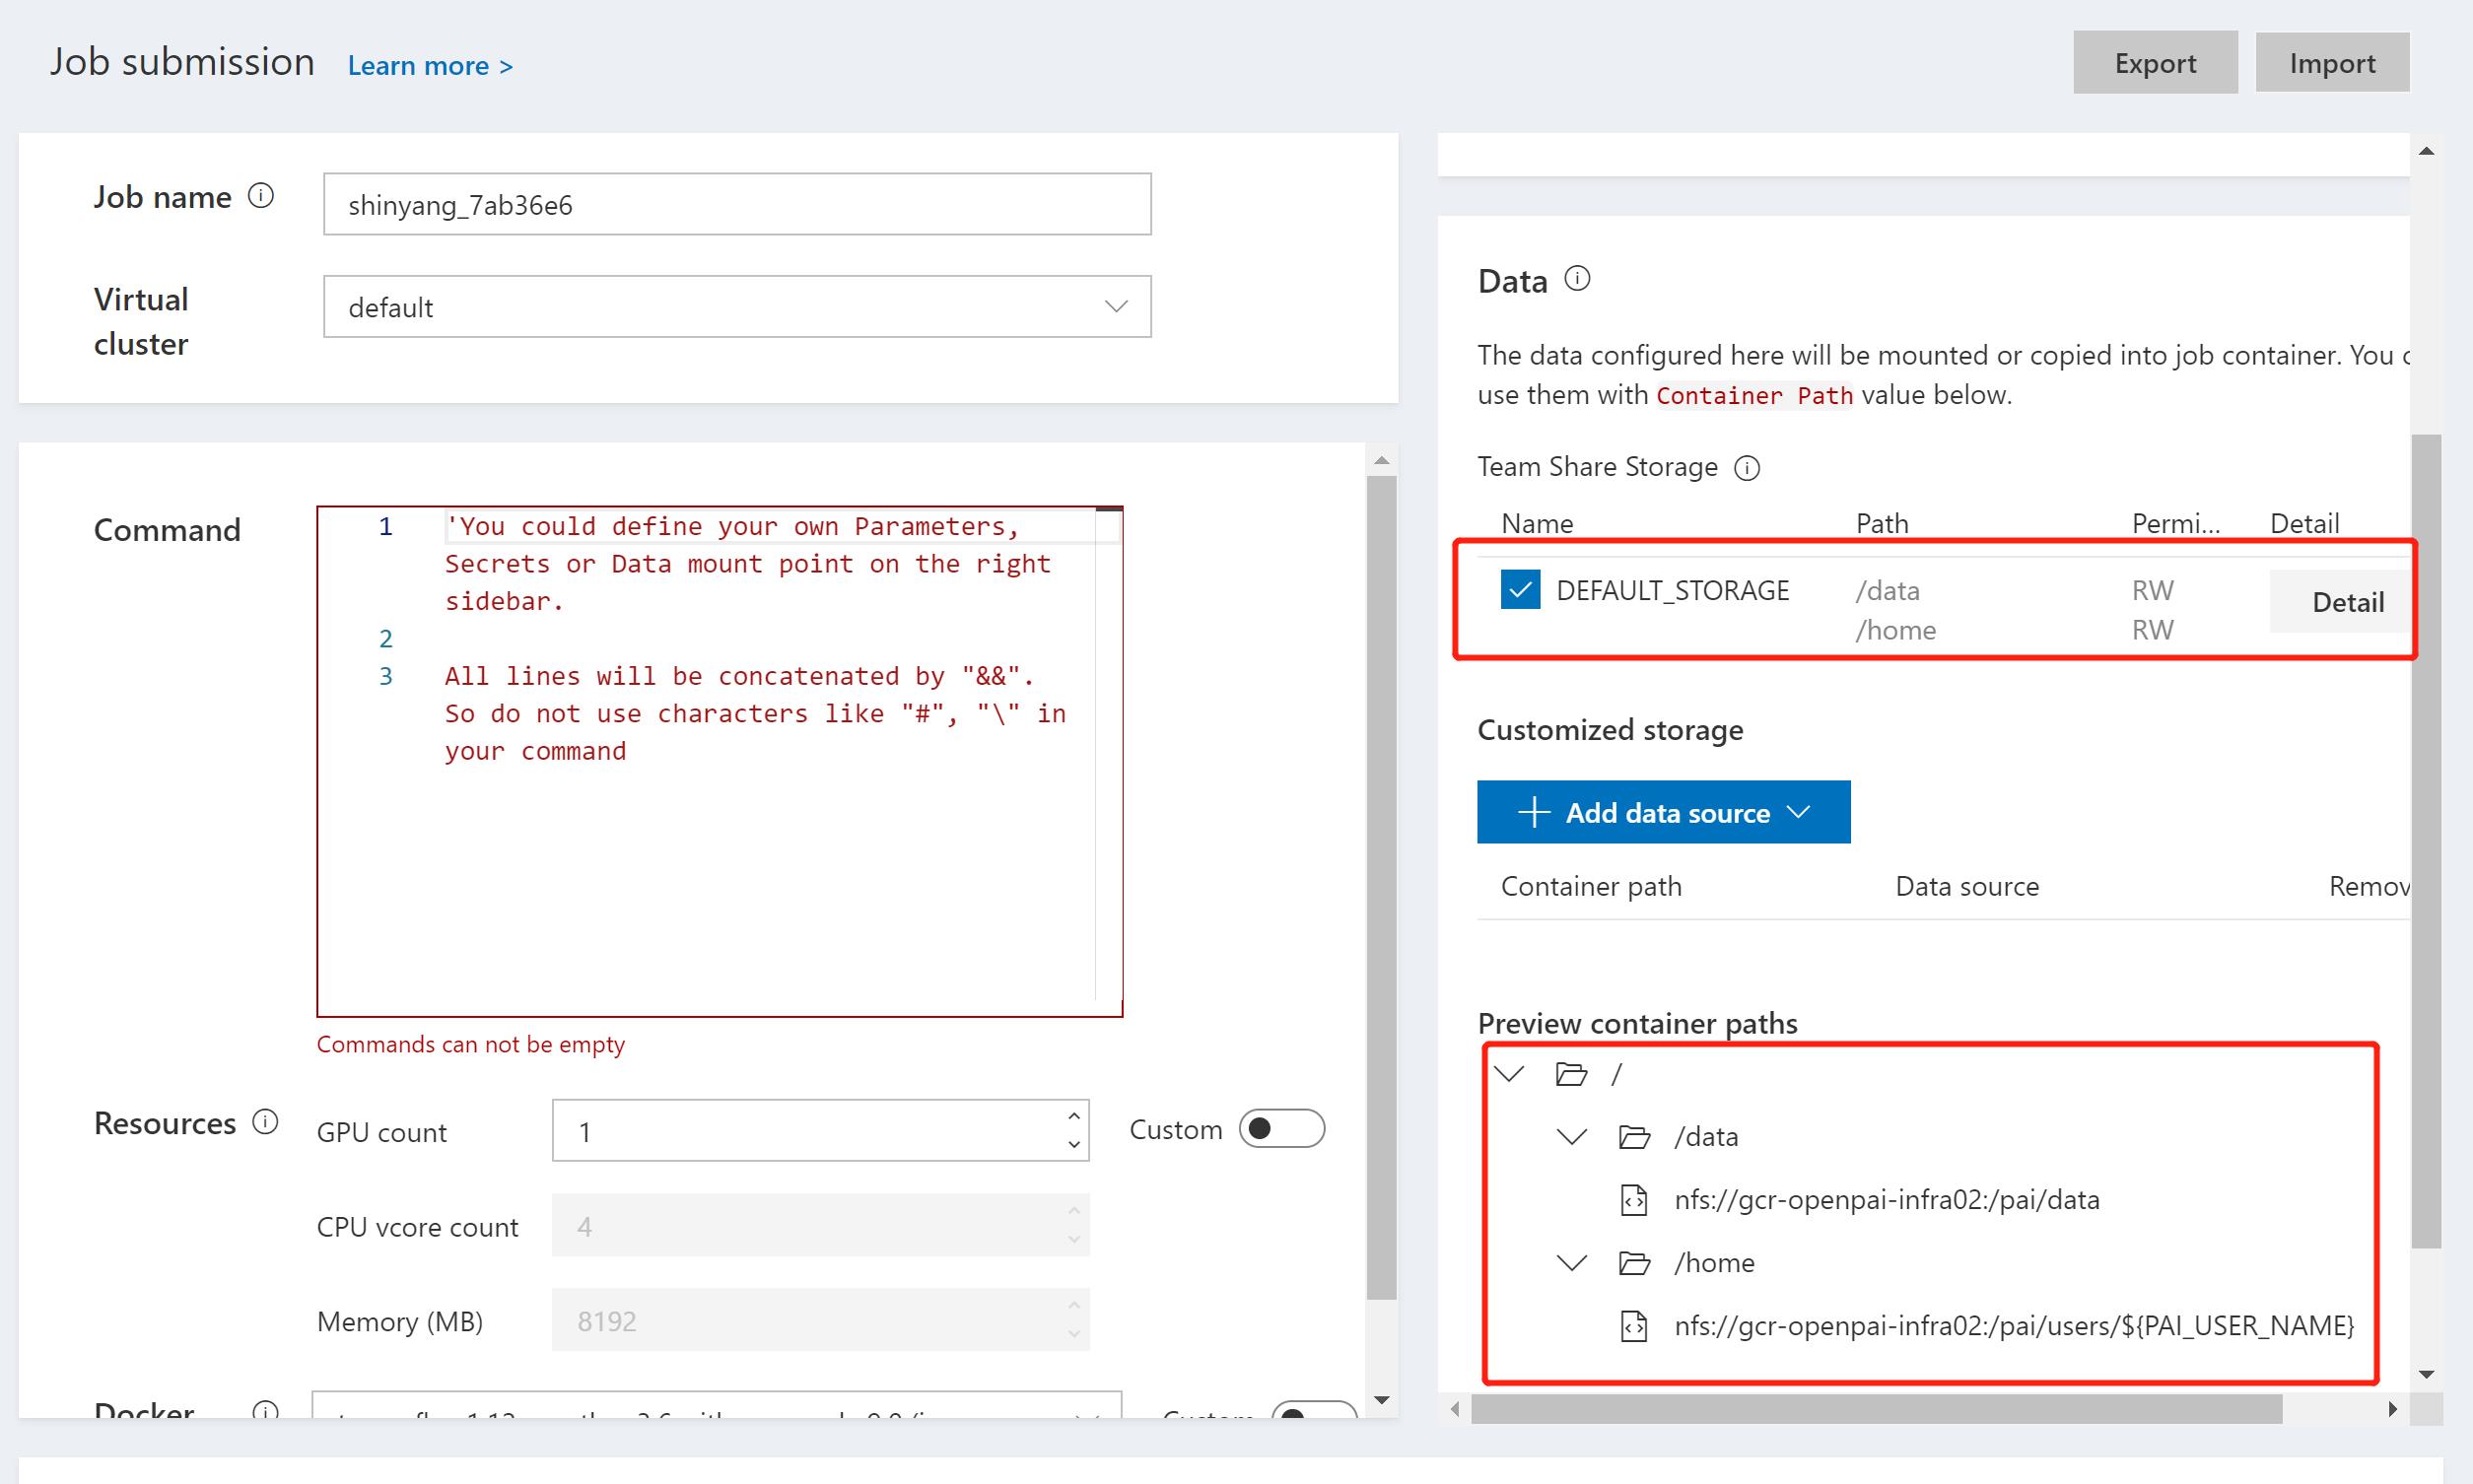 Job submission Learn more >
Export Import
Job name
shinyang_7ab36e6
Virtual
cluster
default
Command
1 'You could define your own Parameters,
Secrets or Data mount point on the right
sidebar.
2
3 All lines will be concatenated by "&&".
So do not use characters like "#", "\" in
your command
Commands can not be empty
Resources
GPU count 1 Custom
CPU vcore count 4
Memory (MB) 8192
Docker
Custom
Data
The data configured here will be mounted or copied into job container. You
use them with Container Path value below.
Team Share Storage
Name Path Permi... Detail
DEFAULT_STORAGE /data RW Detail
/home RW
Customized storage
Add data source
Container path Data source Remov
Preview container paths
/
/data
nfs://gcr-openpai-infra02:/pai/data
/home
nfs://gcr-openpai-infra02:/pai/users/${PAI_USER_NAME}